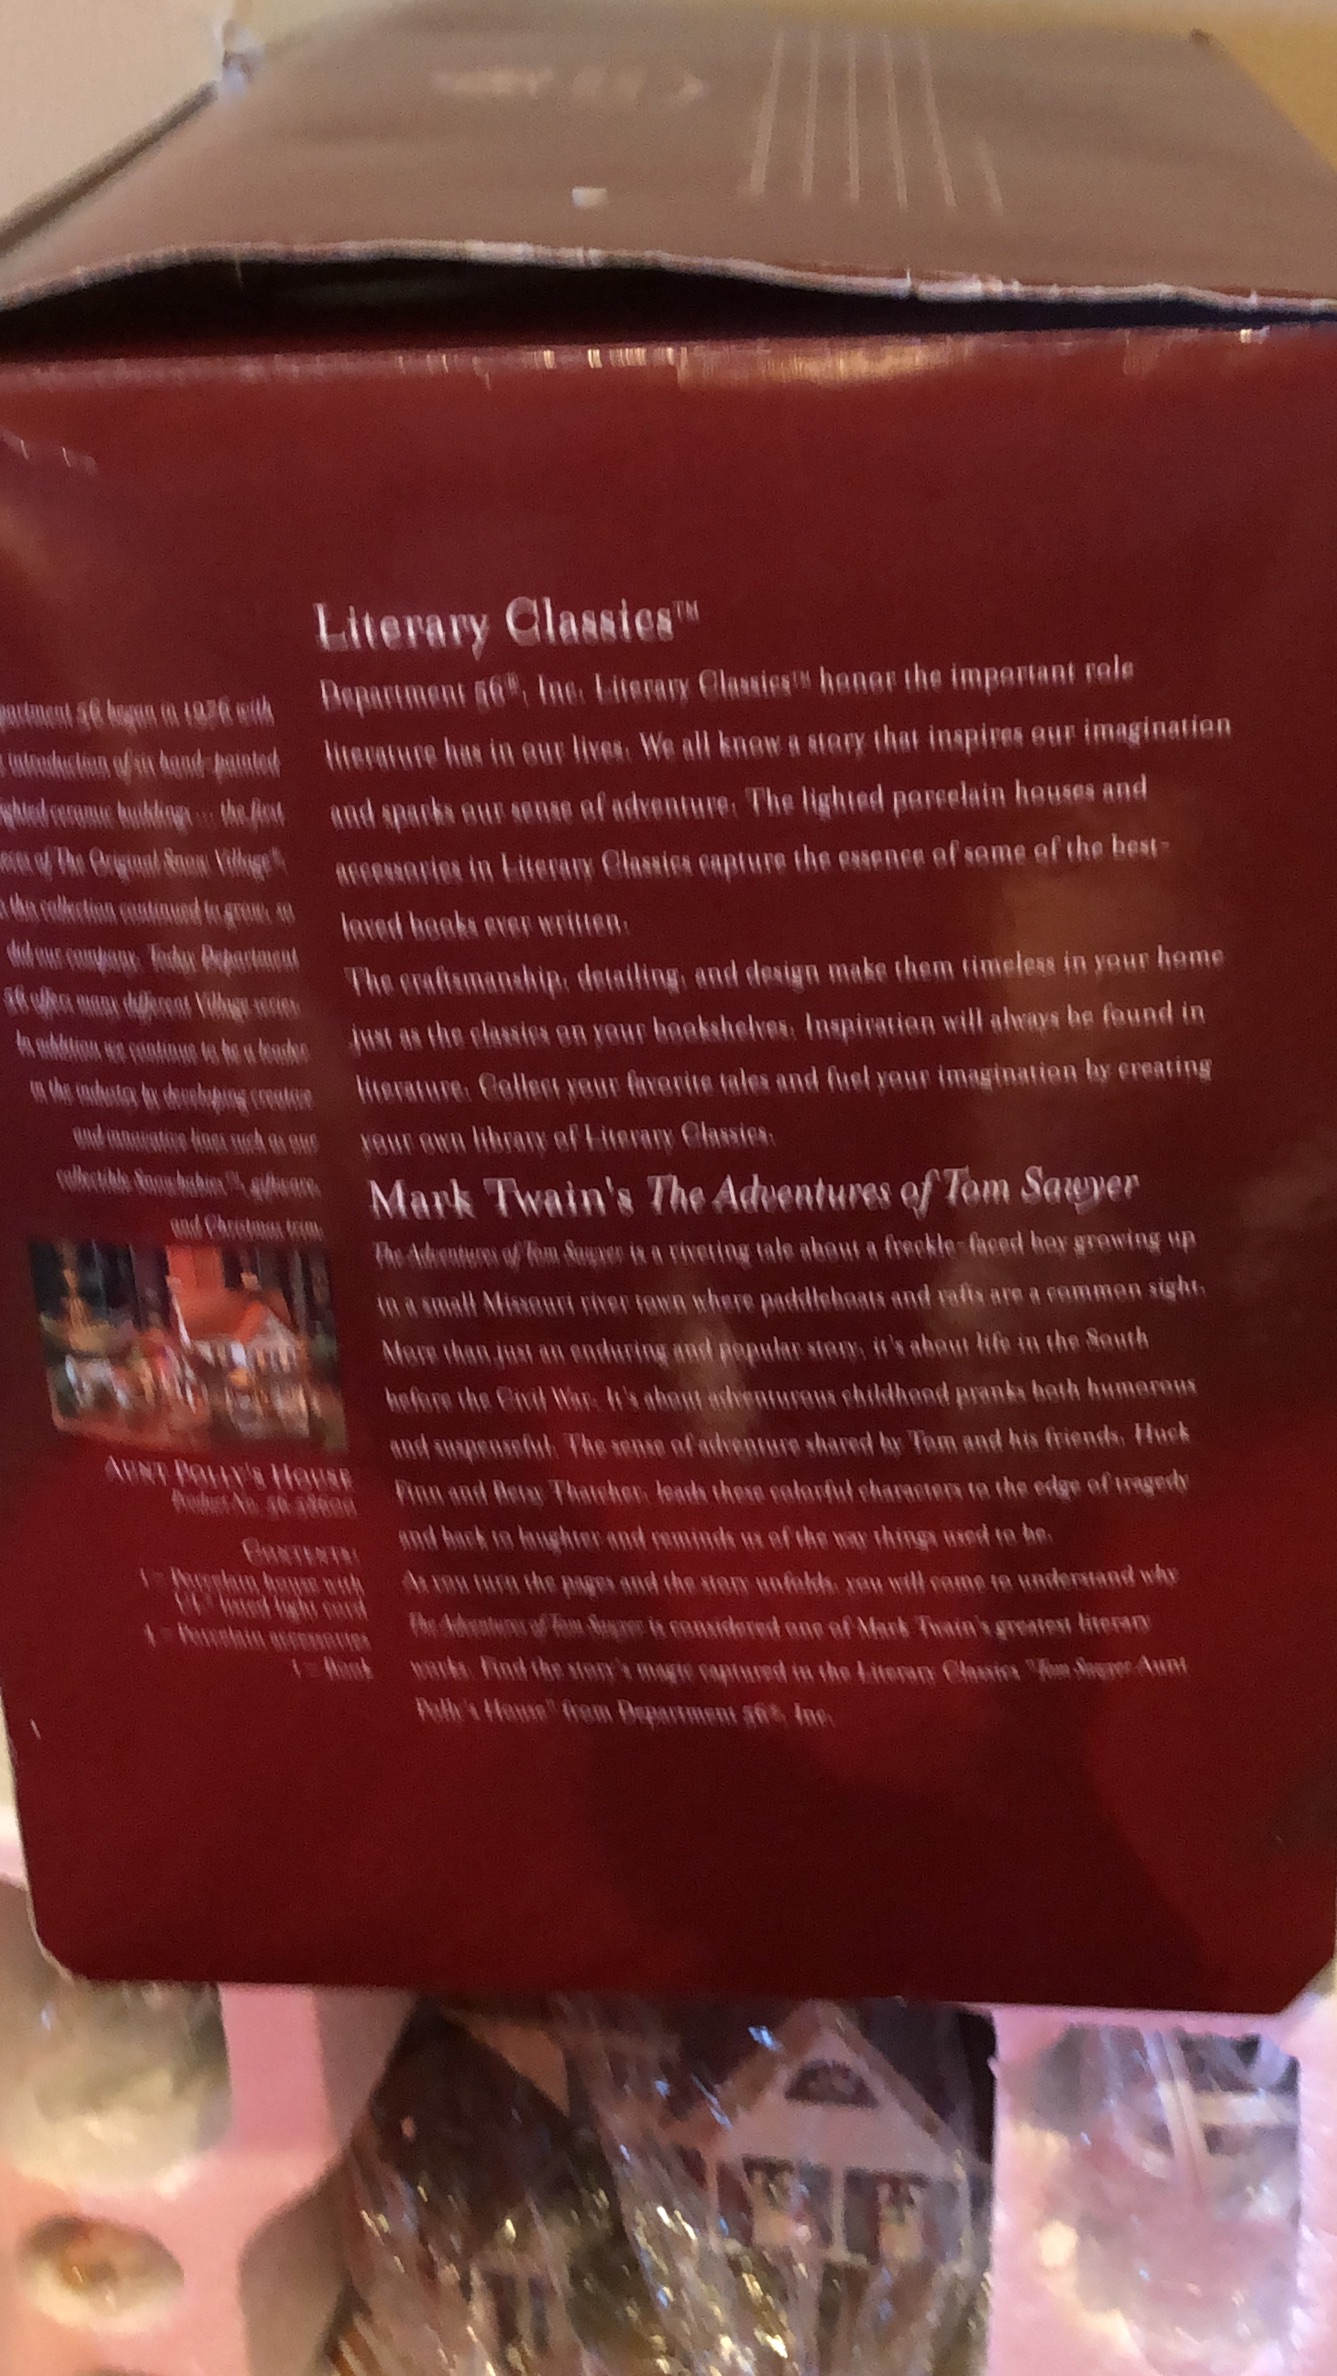 partment 56 began in 1976 with
introduction of six hand-painted
ghted ceramic buildings ... the first
of The Original Snow Village®.
the collection continued to grow, so
did our company. Today Department
56 offers many different Village series.
In addition we continue to be a leader
in the industry by developing creative
and innovative lines such as our
collectible Snowbabies™, giftware,
and Christmas trim.
AUNT POLLY'S HOUSE
Product No.
CONTENTS:
1 - Porcelain house with
light cord
4 - Porcelain accessories
1 - Book
Literary Classics™
Department 56®, Inc. Literary Classics™ honor the important role
literature has in our lives. We all know a story that inspires our imagination
and sparks our sense of adventure. The lighted porcelain houses and
accessories in Literary Classics capture the essence of some of the best-
loved books ever written.
The craftsmanship, detailing, and design make them timeless in your home
just as the classics on your bookshelves. Inspiration will always be found in
literature. Collect your favorite tales and fuel your imagination by creating
your own library of Literary Classics.
Mark Twain's The Adventures of Tom Sawyer
The Adventures of Tom Sawyer is a riveting tale about a freckle-faced boy growing up
in a small Missouri river town where paddleboats and rafts are a common sight.
More than just an enduring and popular story, it's about life in the South
before the Civil War. It's about adventurous childhood pranks both humorous
and suspenseful. The sense of adventure shared by Tom and his friends, Huck
Finn and Betsy Thatcher, leads these colorful characters to the edge of tragedy
and back to laughter and reminds us of the way things used to be.
As you turn the pages and the story unfolds, you will come to understand why
The Adventures of Tom Sawyer is considered one of Mark Twain's greatest literary
works. Find the story's magic captured in the Literary Classics "Tom Sawyer Aunt
Polly's House" from Department 56®, Inc.